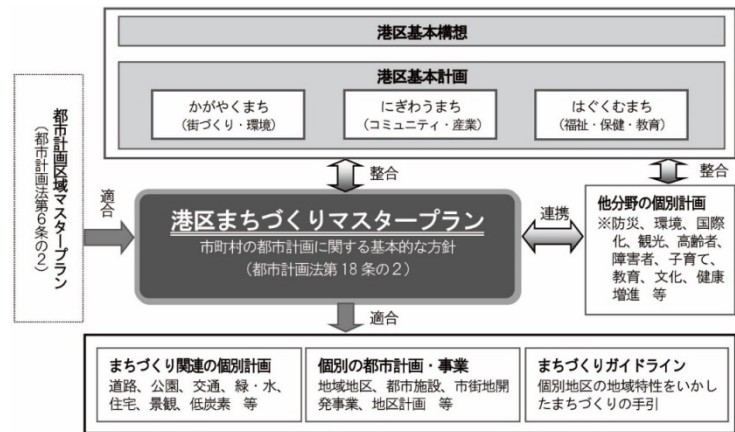 港区基本構想
港区基本計画
かがやくまち
(街づくり・環境)
にぎわうまち
(コミュニティ・産業)
はぐくむまち
(福祉・保健・教育)
都市計画区域マスタープラン
(都市計画法第6条の2)
適合
整合
整合
港区まちづくりマスタープラン
市町村の都市計画に関する基本的な方針
(都市計画法第18条の2)
連携
他分野の個別計画
※防災、環境、国際
化、観光、高齢者、
障害者、子育て、
教育、文化、健康
増進 等
適合
まちづくり関連の個別計画
道路、公園、交通、緑・水、
住宅、景観、低炭素 等
個別の都市計画・事業
地域地区、都市施設、市街地開
発事業、地区計画 等
まちづくりガイドライン
個別地区の地域特性をいかし
たまちづくりの手引